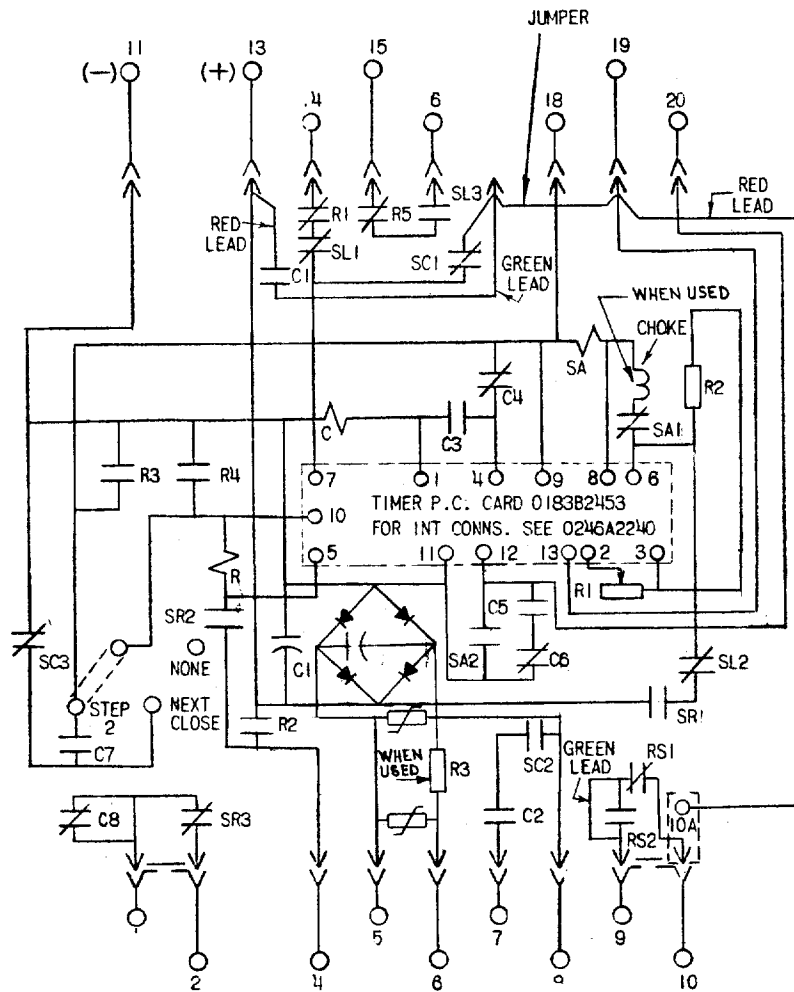 JUMPER
11
13
15
19
(-)
(+)
.4
6
18
20
RED LEAD
R1
R5
SL3
RED LEAD
SL1
SC1
C1
GREEN LEAD
WHEN USED
CHOKE
SA
C4
R2
C
C3
SA1
R3
R4
7
1
4
9
8
6
TIMER P.C. CARD 0183B2453
10
FOR INT CONNS. SEE 0246A2240
5
11
12
13
2
3
R
R1
SR2
C5
SC3
C1
SA2
C6
SL2
NONE
STEP 2
NEXT CLOSE
R2
SR1
C7
WHEN USED
R3
SC2
GREEN LEAD
RS1
C8
SR3
C2
RS2
10A
5
7
9
2
4
6
9
10